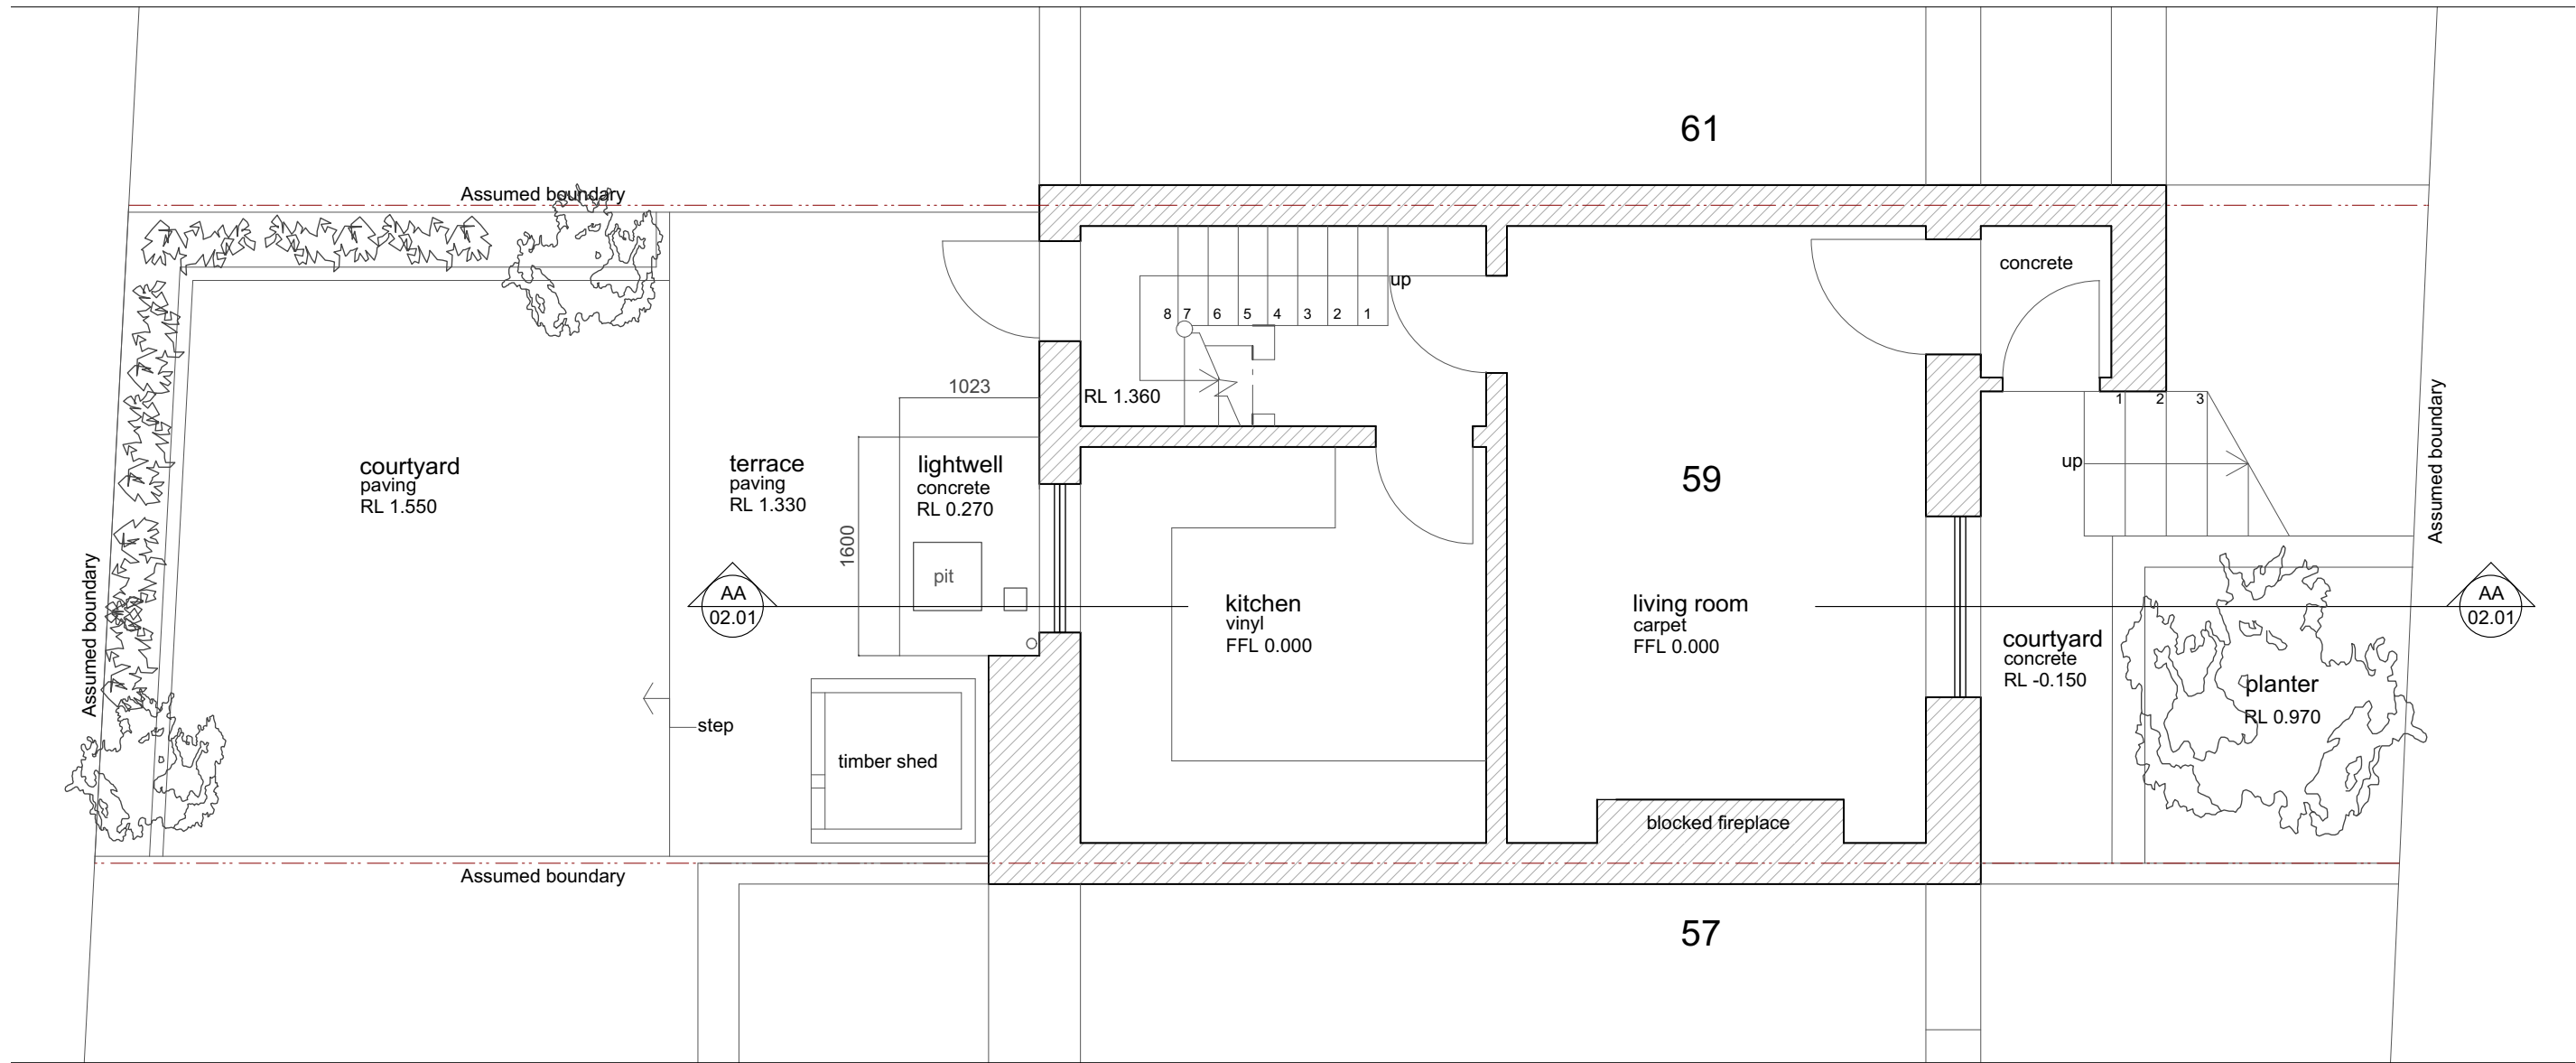 61
Assumed boundary
concrete
up
8 7 6 5 4 3 2 1
RL 1.360
1023
1 2 3
up
Assumed boundary
courtyard
paving
RL 1.550
terrace
paving
RL 1.330
lightwell
concrete
RL 0.270
59
1600
pit
AA
02.01
kitchen
vinyl
FFL 0.000
living room
carpet
FFL 0.000
AA
02.01
courtyard
concrete
RL -0.150
planter
RL 0.970
Assumed boundary
step
timber shed
blocked fireplace
Assumed boundary
57